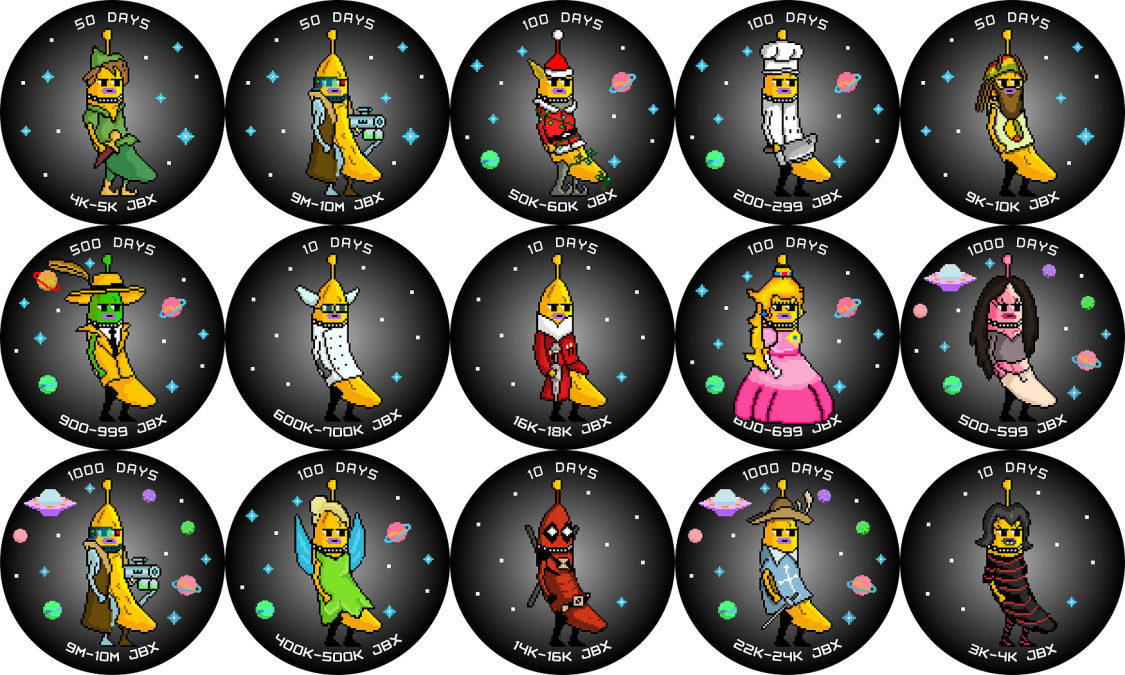 50 DAYS
4K-5K JBX
50 DAYS
9M-10M JBX
100 DAYS
50K-60K JBX
100 DAYS
200-299 JBX
50 DAYS
9K-10K JBX
500 DAYS
900-999 JBX
10 DAYS
600K-700K JBX
10 DAYS
16K-18K JBX
100 DAYS
600-699 JBX
1000 DAYS
500-599 JBX
1000 DAYS
9M-10M JBX
100 DAYS
400K-500K JBX
10 DAYS
14K-16K JBX
1000 DAYS
22K-24K JBX
10 DAYS
3K-4K JBX